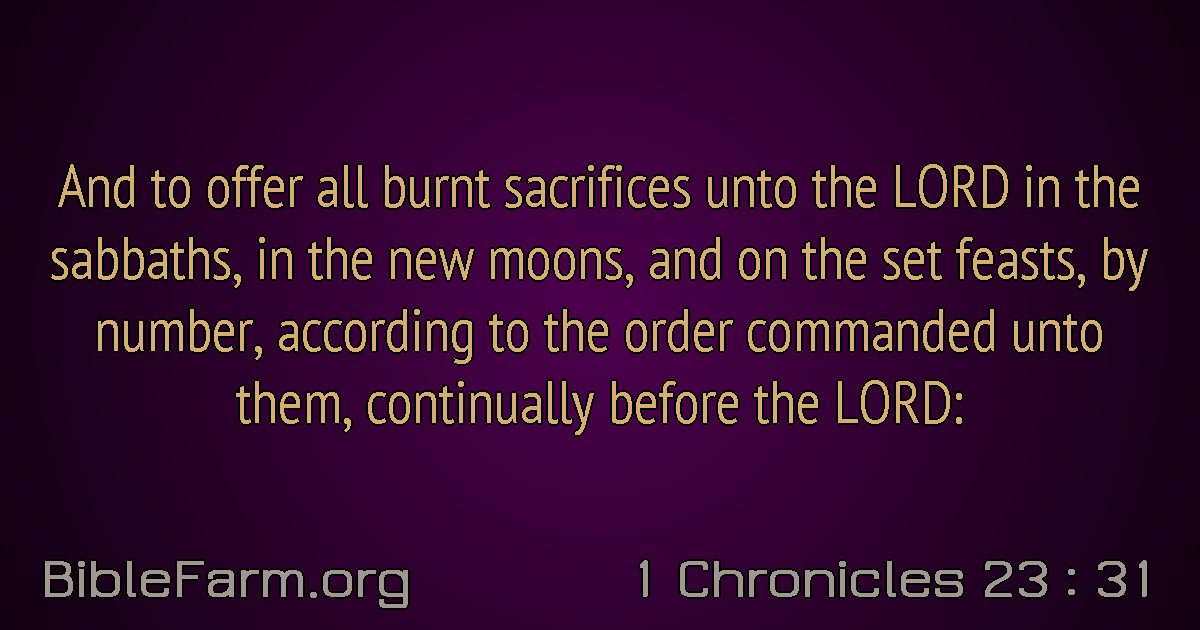 And to offer all burnt sacrifices unto the LORD in the
sabbaths, in the new moons, and on the set feasts, by
number, according to the order commanded unto
them, continually before the LORD:
BibleFarm.org
1 Chronicles 23 : 31